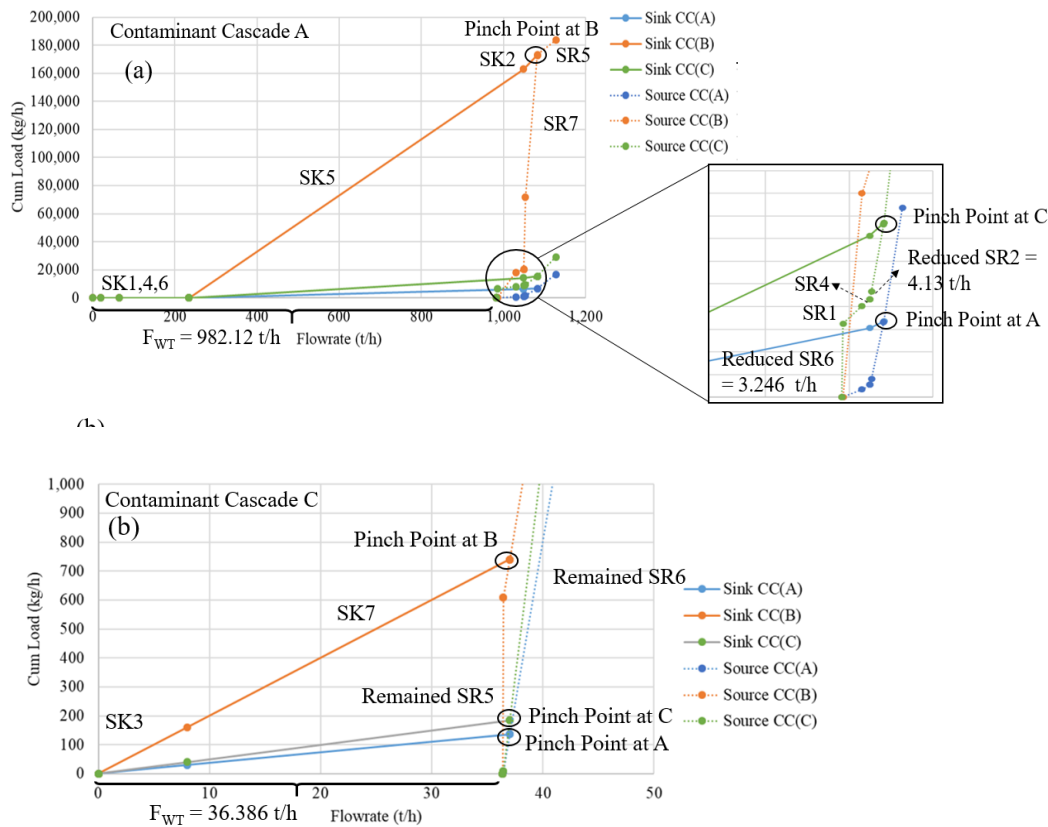 Contaminant Cascade A
(a)
Pinch Point at B
SK2
SR5
SR7
SK5
SK1,4,6
200,000
180,000
160,000
140,000
120,000
100,000
80,000
60,000
40,000
20,000
0
Cum Load (kg/h)
0
200
400
600
800
1,000
1,200
F_WT = 982.12 t/h
Flowrate (t/h)
Sink CC(A)
Sink CC(B)
Sink CC(C)
Source CC(A)
Source CC(B)
Source CC(C)
Pinch Point at C
Reduced SR2 =
4.13 t/h
SR4
SR1
Pinch Point at A
Reduced SR6
= 3.246 t/h
Contaminant Cascade C
(b)
Pinch Point at B
Remained SR6
SK7
Remained SR5
SK3
Pinch Point at C
Pinch Point at A
1,000
900
800
700
600
500
400
300
200
100
0
Cum Load (kg/h)
0
10
20
30
40
50
F_WT = 36.386 t/h
Flowrate (t/h)
Sink CC(A)
Sink CC(B)
Sink CC(C)
Source CC(A)
Source CC(B)
Source CC(C)